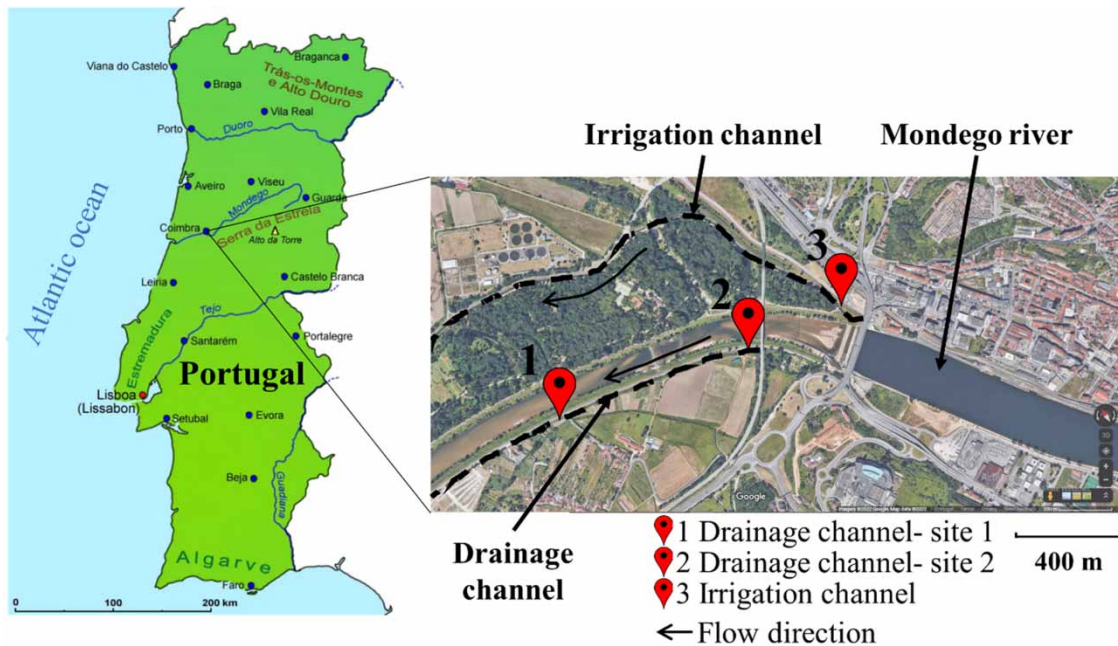 Atlantic ocean
Viana do Castelo
Braganca
Braga
Trás-os-Montes
e Alto Douro
Vila Real
Porto
Duoro
Aveiro
Viseu
Mondego
Guarda
Coimbra
Serra da Estrela
Alto da Torre
Castelo Branca
Leiria
Tejo
Estremadura
Santarém
Portalegre
Portugal
Lisboa
(Lissabon)
Setubal
Evora
Beja
Guadiana
Algarve
Faro
0 100 200 km
Irrigation channel
Mondego river
3
2
1
Google
Drainage
channel
1 Drainage channel- site 1
2 Drainage channel- site 2
3 Irrigation channel
Flow direction
400 m